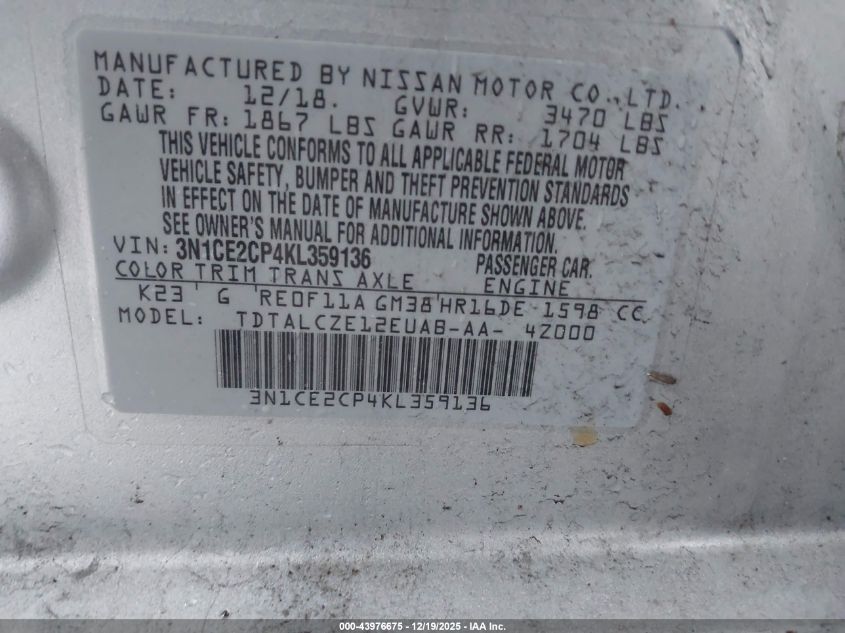 MANUFACTURED BY NISSAN MOTOR CO.,LTD.
DATE: 12/18. GVWR: 3470 LBS
GAWR FR: 1867 LBS GAWR RR: 1704 LBS
THIS VEHICLE CONFORMS TO ALL APPLICABLE FEDERAL MOTOR
VEHICLE SAFETY, BUMPER AND THEFT PREVENTION STANDARDS
IN EFFECT ON THE DATE OF MANUFACTURE SHOWN ABOVE.
SEE OWNER'S MANUAL FOR ADDITIONAL INFORMATION.
VIN: 3N1CE2CP4KL359136 PASSENGER CAR.
COLOR TRIM TRANS AXLE ENGINE
K23 ' G 'RE0F11A GM38'HR16DE 1598 CC
MODEL: TDTALCZE12EUAB-AA- 4Z000
3N1CE2CP4KL359136
000-43976675 - 12/19/2025 - IAA Inc.